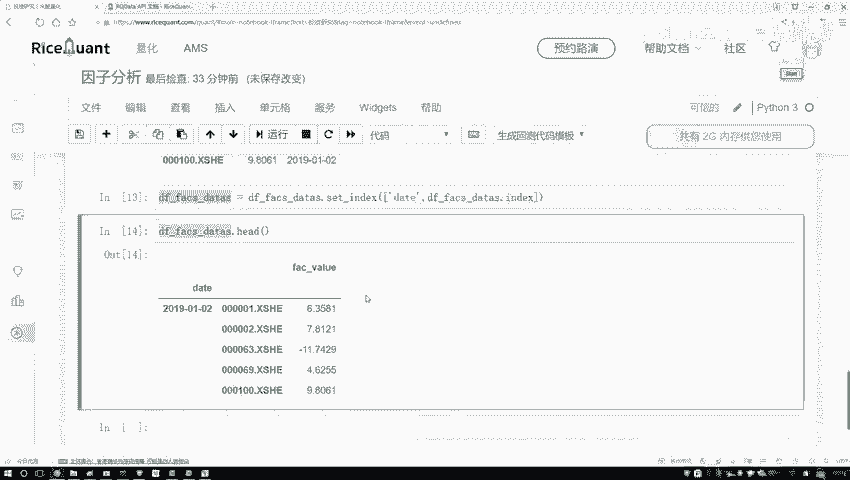 RiceQuant 量化 AMS 预约路演 帮助文档 社区
因子分析 最后检查: 33 分钟前 (未保存改变)
文件 编辑 查看 插入 单元格 服务 Widgets 帮助 可信的 Python 3
运行 代码 生成回测代码模板 共有 2G 内存供您使用
000100.XSHE 9.8061 2019-01-02
In [13]: df_facs_datas = df_facs_datas.set_index(['date',df_facs_datas.index])
In [14]: df_facs_datas.head()
Out[14]:
fac_value
date
2019-01-02 000001.XSHE 6.3581
000002.XSHE 7.8121
000063.XSHE -11.7429
000069.XSHE 4.6255
000100.XSHE 9.8061
In [ ]: